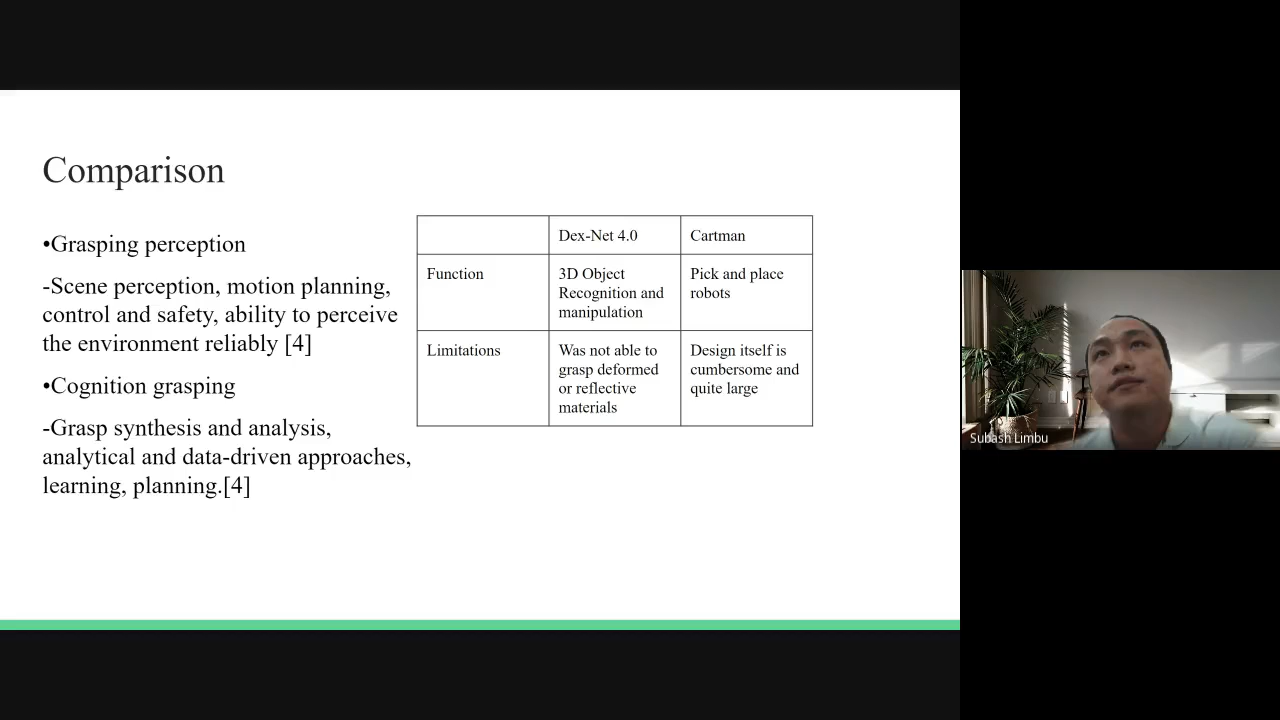 Comparison
•Grasping perception
-Scene perception, motion planning,
control and safety, ability to perceive
the environment reliably [4]
•Cognition grasping
-Grasp synthesis and analysis,
analytical and data-driven approaches,
learning, planning.[4]
Dex-Net 4.0
Cartman
Function
3D Object
Recognition and
manipulation
Pick and place
robots
Limitations
Was not able to
grasp deformed
or reflective
materials
Design itself is
cumbersome and
quite large
Subash Limbu